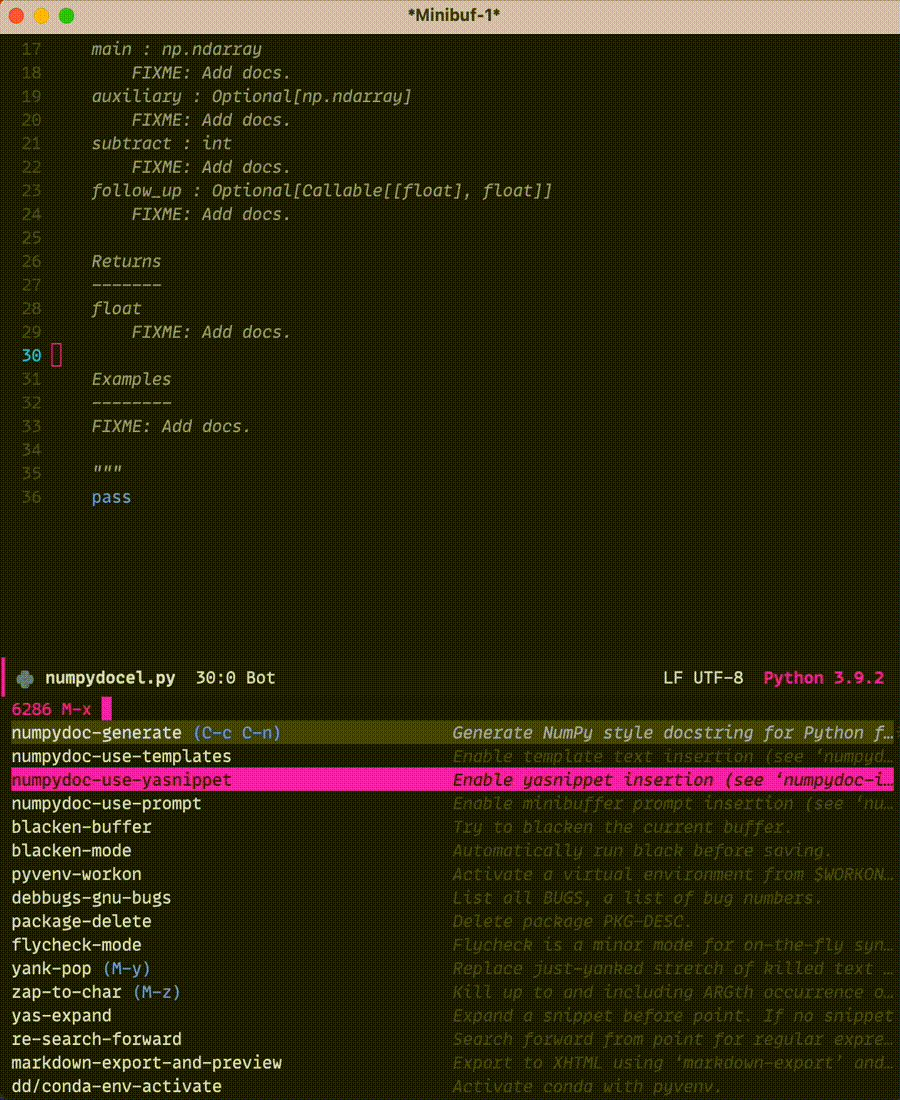 *Minibuf-1*
17 main : np.ndarray
18 FIXME: Add docs.
19 auxiliary : Optional[np.ndarray]
20 FIXME: Add docs.
21 subtract : int
22 FIXME: Add docs.
23 follow_up : Optional[Callable[[float], float]]
24 FIXME: Add docs.
25
26 Returns
27 -------
28 float
29 FIXME: Add docs.
30
31 Examples
32 --------
33 FIXME: Add docs.
34
35 """
36 pass
numpydocel.py 30:0 Bot LF UTF-8 Python 3.9.2
6286 M-x
numpydoc-generate (C-c C-n) Generate NumPy style docstring for Python f…
numpydoc-use-templates Enable template text insertion (see ‘numpyd…
numpydoc-use-yasnippet Enable yasnippet insertion (see ‘numpydoc-i…
numpydoc-use-prompt Enable minibuffer prompt insertion (see ‘nu…
blacken-buffer Try to blacken the current buffer.
blacken-mode Automatically run black before saving.
pyvenv-workon Activate a virtual environment from $WORKON…
debbugs-gnu-bugs List all BUGS, a list of bug numbers.
package-delete Delete package PKG-DESC.
flycheck-mode Flycheck is a minor mode for on-the-fly syn…
yank-pop (M-y) Replace just-yanked stretch of killed text …
zap-to-char (M-z) Kill up to and including ARGth occurrence o…
yas-expand Expand a snippet before point. If no snippet
re-search-forward Search forward from point for regular expre…
markdown-export-and-preview Export to XHTML using ‘markdown-export’ and…
dd/conda-env-activate Activate conda with pyvenv.